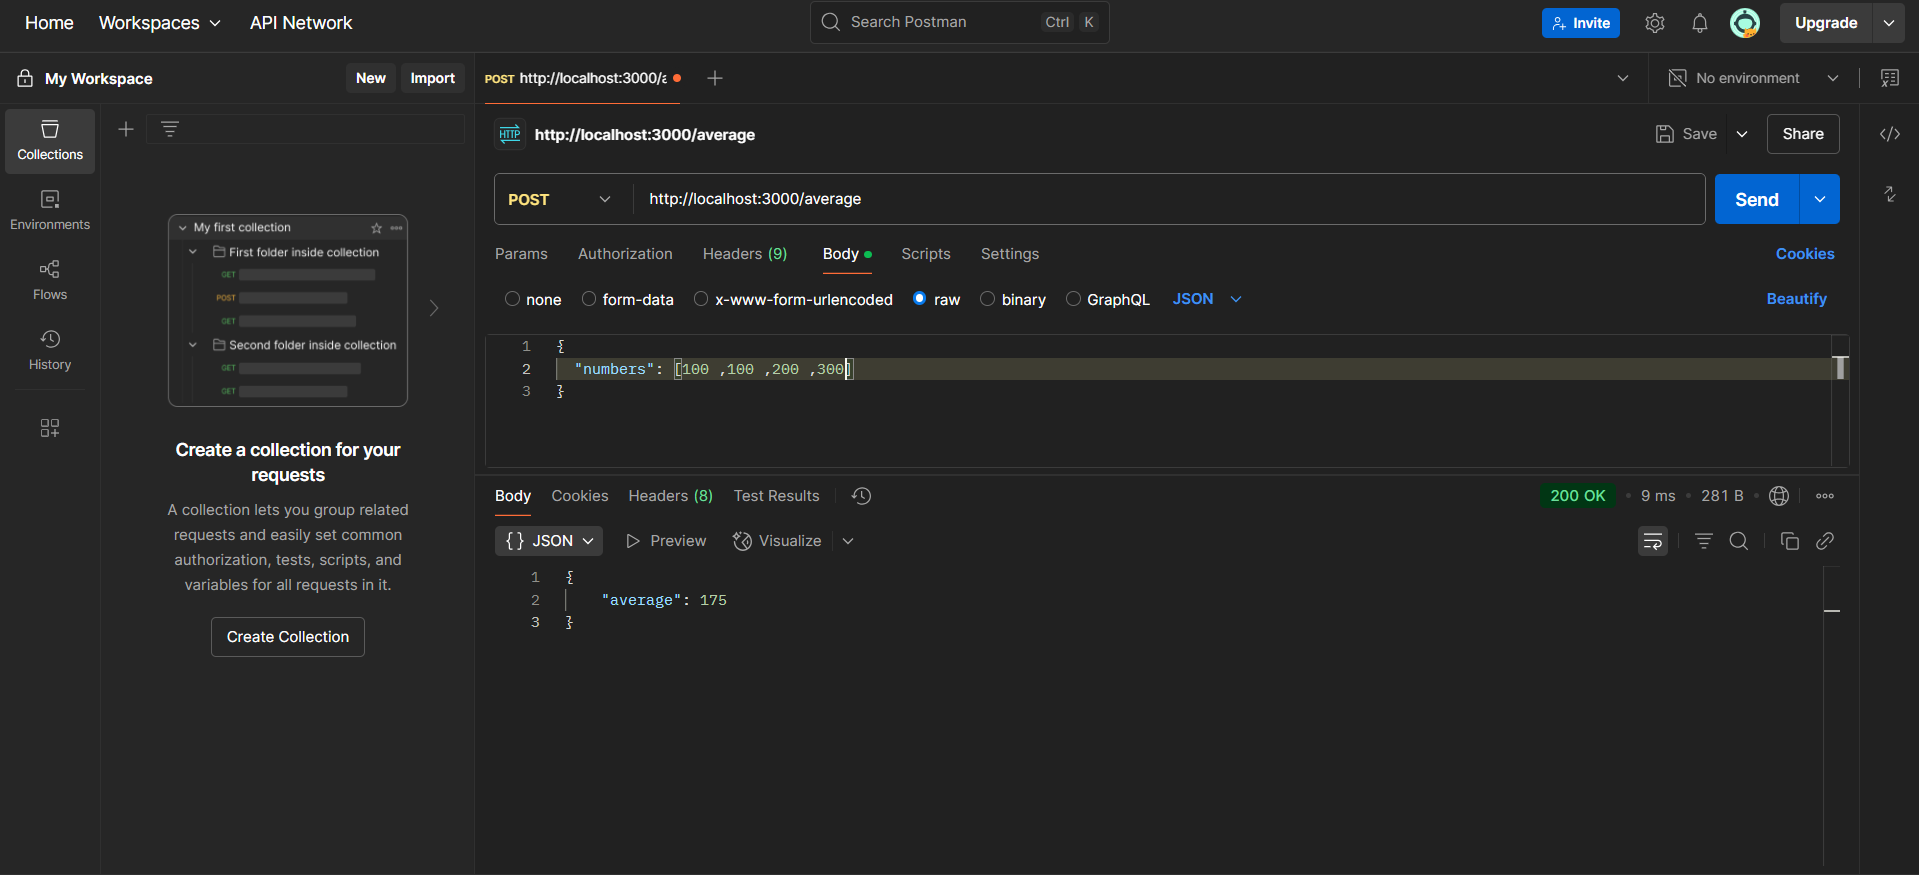 Home Workspaces API Network Search Postman Ctrl K Invite Upgrade
My Workspace New Import POST http://localhost:3000/a No environment
Collections
Environments
Flows
History
My first collection
First folder inside collection
GET
POST
GET
Second folder inside collection
GET
GET
Create a collection for your
requests
A collection lets you group related
requests and easily set common
authorization, tests, scripts, and
variables for all requests in it.
Create Collection
HTTP http://localhost:3000/average Save Share
POST http://localhost:3000/average Send
Params Authorization Headers (9) Body Scripts Settings Cookies
none form-data x-www-form-urlencoded raw binary GraphQL JSON Beautify
1 {
2 "numbers": [100 ,100 ,200 ,300]
3 }
Body Cookies Headers (8) Test Results 200 OK • 9 ms • 281 B •
{} JSON Preview Visualize
1 {
2 "average": 175
3 }